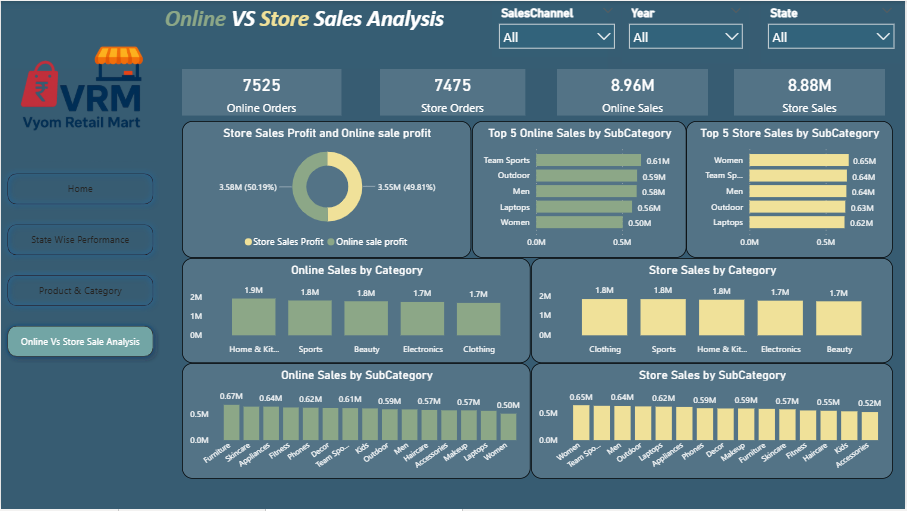 Online VS Store Sales Analysis
SalesChannel
All
Year
All
State
All
₹ VRM
Vyom Retail Mart
7525
Online Orders
7475
Store Orders
8.96M
Online Sales
8.88M
Store Sales
Home
State Wise Performance
Product & Category
Online Vs Store Sale Analysis
Store Sales Profit and Online sale profit
3.58M (50.19%)
3.55M (49.81%)
Store Sales Profit Online sale profit
Top 5 Online Sales by SubCategory
Team Sports 0.61M
Outdoor 0.59M
Men 0.58M
Laptops 0.56M
Women 0.50M
0.0M 0.5M
Top 5 Store Sales by SubCategory
Women 0.65M
Team Sp... 0.64M
Men 0.64M
Outdoor 0.63M
Laptops 0.62M
0.0M 0.5M
Online Sales by Category
2M
1M
0M
1.9M 1.8M 1.8M 1.7M 1.7M
Home & Kit... Sports Beauty Electronics Clothing
Store Sales by Category
2M
1M
0M
1.8M 1.8M 1.8M 1.7M 1.7M
Clothing Sports Home & Kit... Electronics Beauty
Online Sales by SubCategory
0.5M
0.0M
0.67M 0.64M 0.62M 0.61M 0.59M 0.57M 0.57M 0.50M
Furniture Skincare Appliances Fitness Phones Decor Team Spo... Kids Outdoor Men Haircare Accessories Makeup Laptops Women
Store Sales by SubCategory
0.5M
0.0M
0.65M 0.64M 0.62M 0.59M 0.59M 0.57M 0.55M 0.52M
Women Team Spo... Men Outdoor Laptops Appliances Phones Decor Makeup Furniture Skincare Fitness Haircare Kids Accessories